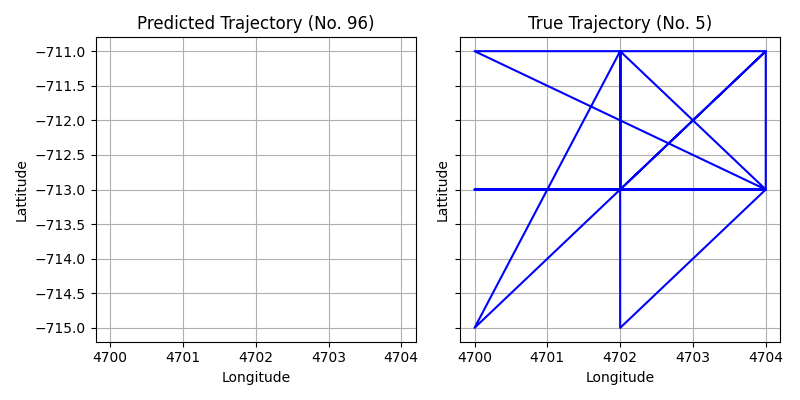 Predicted Trajectory (No. 96)
True Trajectory (No. 5)
−711.0
−711.5
−712.0
−712.5
−713.0
−713.5
−714.0
−714.5
−715.0
Lattitude
Lattitude
4700 4701 4702 4703 4704
4700 4701 4702 4703 4704
Longitude
Longitude